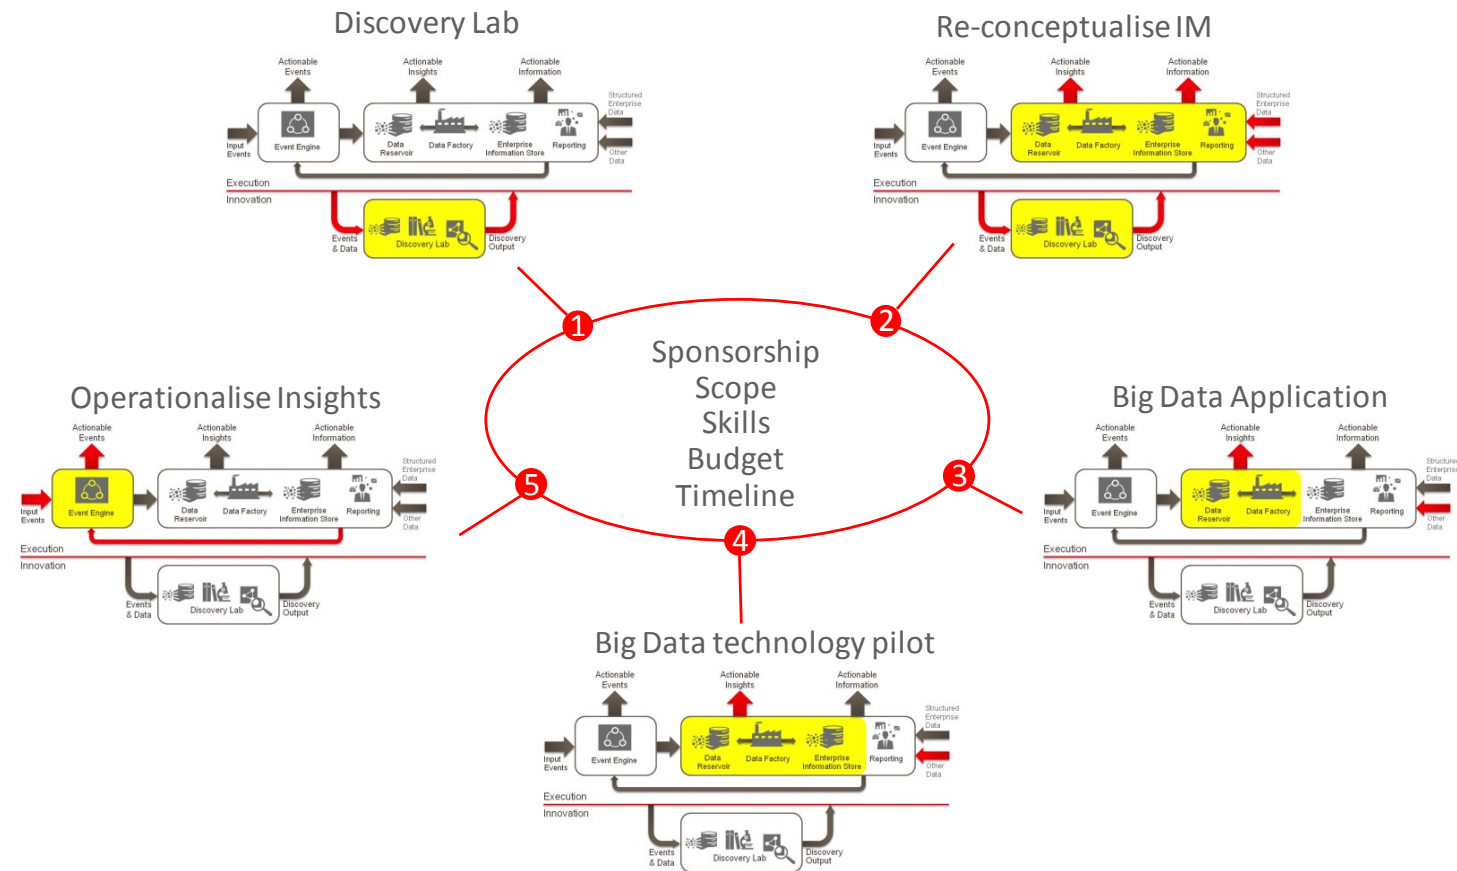 Discovery Lab
Actionable
Events
Actionable
Insights
Actionable
Information
Structured
Enterprise
Data
Input
Events
Event Engine
Data
Reservoir
Data Factory
Enterprise
Information Store
Reporting
Other
Data
Execution
Innovation
Events
& Data
Discovery Lab
Discovery
Output
Re-conceptualise IM
Actionable
Events
Actionable
Insights
Actionable
Information
Structured
Enterprise
Data
Input
Events
Event Engine
Data
Reservoir
Data Factory
Enterprise
Information Store
Reporting
Other
Data
Execution
Innovation
Events
& Data
Discovery Lab
Discovery
Output
1
2
Sponsorship
Scope
Skills
Budget
Timeline
3
4
5
Operationalise Insights
Actionable
Events
Actionable
Insights
Actionable
Information
Structured
Enterprise
Data
Input
Events
Event Engine
Data
Reservoir
Data Factory
Enterprise
Information Store
Reporting
Other
Data
Execution
Innovation
Events
& Data
Discovery Lab
Discovery
Output
Big Data Application
Actionable
Events
Actionable
Insights
Actionable
Information
Structured
Enterprise
Data
Input
Events
Event Engine
Data
Reservoir
Data Factory
Enterprise
Information Store
Reporting
Other
Data
Execution
Innovation
Events
& Data
Discovery Lab
Discovery
Output
Big Data technology pilot
Actionable
Events
Actionable
Insights
Actionable
Information
Structured
Enterprise
Data
Input
Events
Event Engine
Data
Reservoir
Data Factory
Enterprise
Information Store
Reporting
Other
Data
Execution
Innovation
Events
& Data
Discovery Lab
Discovery
Output